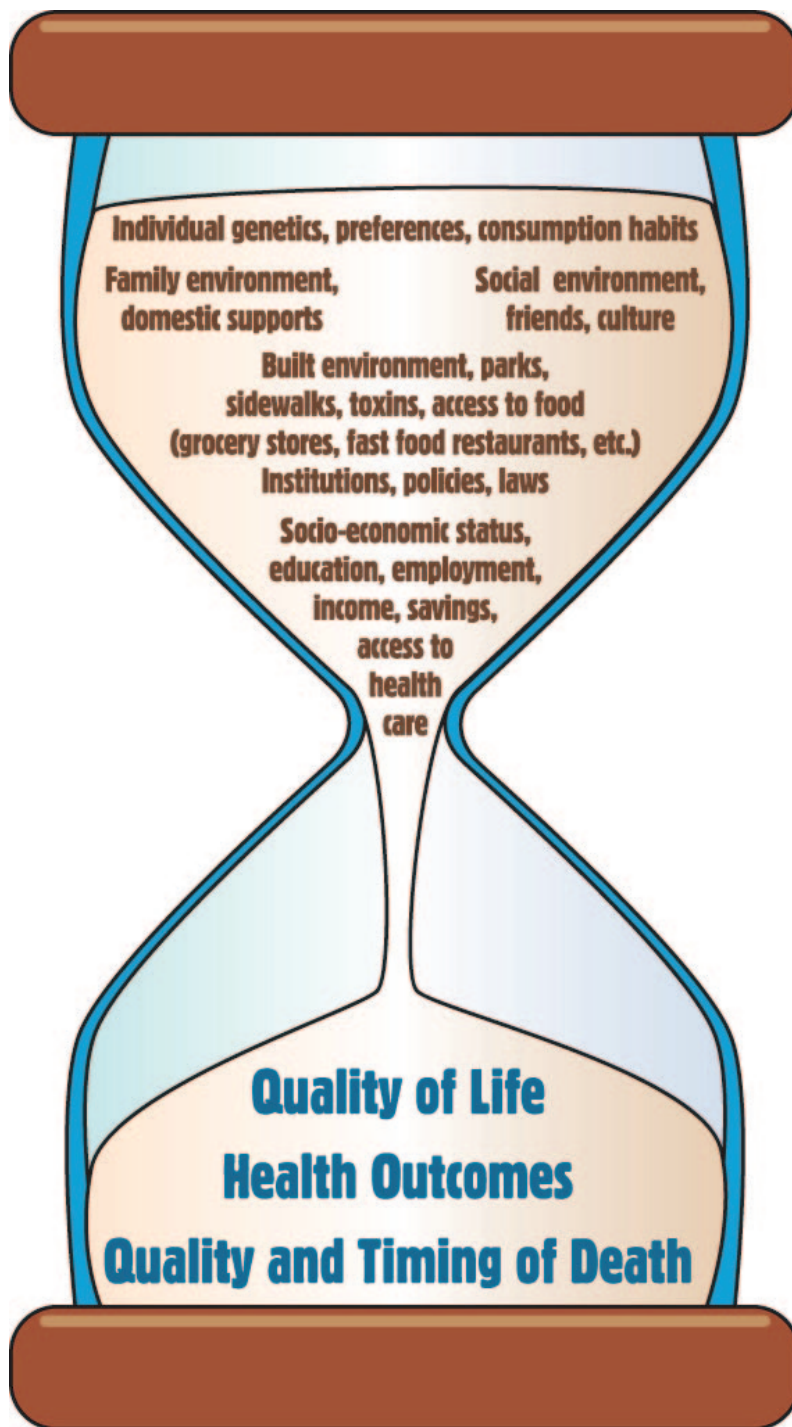 Individual genetics, preferences, consumption habits
Family environment,
domestic supports
Social environment,
friends, culture
Built environment, parks,
sidewalks, toxins, access to food
(grocery stores, fast food restaurants, etc.)
Institutions, policies, laws
Socio-economic status,
education, employment,
income, savings,
access to
health
care
Quality of Life
Health Outcomes
Quality and Timing of Death